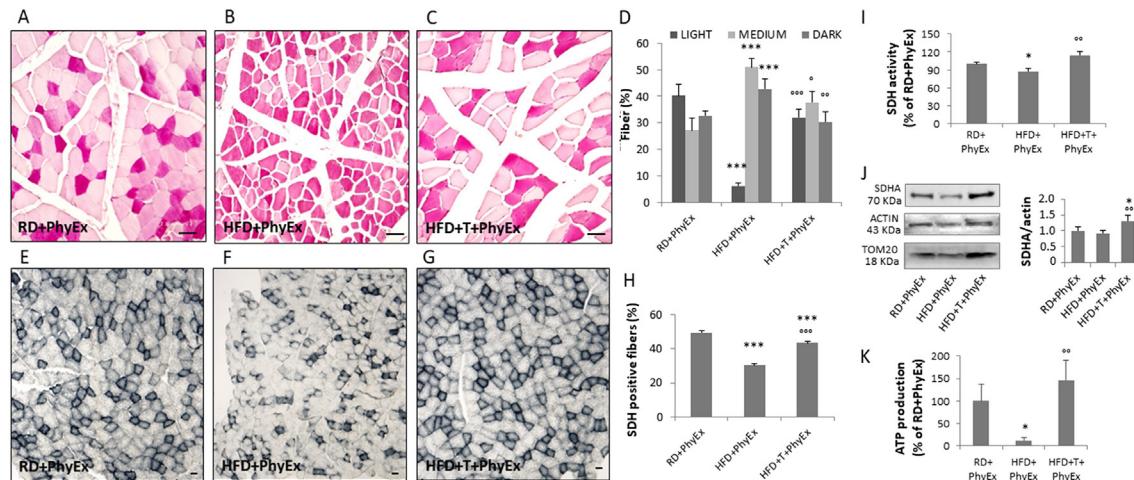 A
B
C
RD+PhyEx
HFD+PhyEx
HFD+T+PhyEx
D
LIGHT MEDIUM DARK
Fiber (%)
60
50
40
30
20
10
0
***
***
***
°°°
°
°°
RD+PhyEx
HFD+PhyEx
HFD+T+PhyEx
E
F
G
RD+PhyEx
HFD+PhyEx
HFD+T+PhyEx
H
SDH positive fibers (%)
60
40
20
0
***
***
°°°
RD+PhyEx
HFD+PhyEx
HFD+T+PhyEx
I
SDH activity
(% of RD+PhyEx)
150
120
90
60
30
0
*
°°
RD+
PhyEx
HFD+
PhyEx
HFD+T+
PhyEx
J
SDHA
70 KDa
ACTIN
43 KDa
TOM20
18 KDa
RD+PhyEx
HFD+PhyEx
HFD+T+PhyEx
SDHA/actin
2.0
1.5
1.0
0.5
0
*
°°
RD+PhyEx
HFD+PhyEx
HFD+T+PhyEx
K
ATP production
(% of RD+PhyEx)
200
150
100
50
0
*
°°
RD+
PhyEx
HFD+
PhyEx
HFD+T+
PhyEx